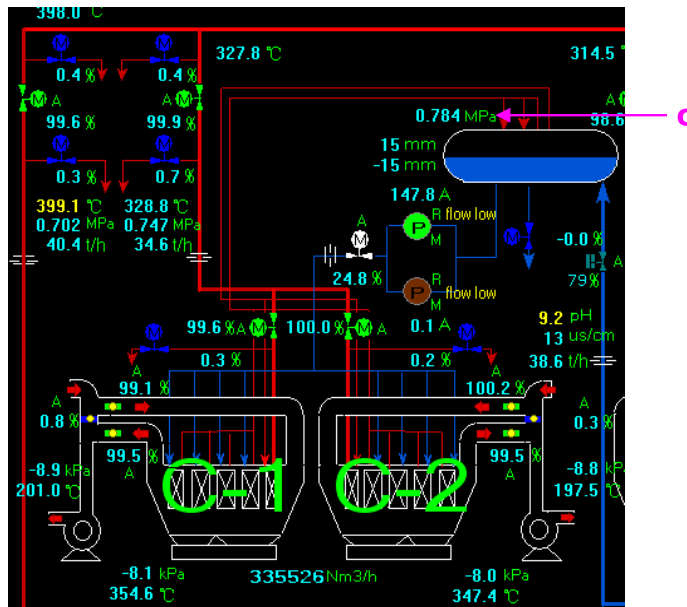 398.0 ℃
327.8 ℃
314.5
M M
0.4 % 0.4 %
M A A M A
0.784 MPa
99.6 % 99.9 % 98.6
15 mm
-15 mm
0.3 % 0.7 %
147.8 A
399.1 ℃ 328.8 ℃
0.702 MPa 0.747 MPa
40.4 t/h 34.6 t/h
A R flow low
M P M
M -0.0 %
A
24.8 % 79%
R flow low
P M
9.2 pH
99.6 % A M 100.0 % M A 0.1 A
13 us/cm
M M
0.3 % 0.2 % 38.6 t/h
A A
99.1 % 100.2 %
A A
0.8 % 0.3 %
99.5 % 99.5 %
A A
C-1 C-2
-8.9 kPa -8.8 kPa
201.0 ℃ 197.5 ℃
-8.1 kPa 335526 Nm3/h -8.0 kPa
354.6 ℃ 347.4 ℃